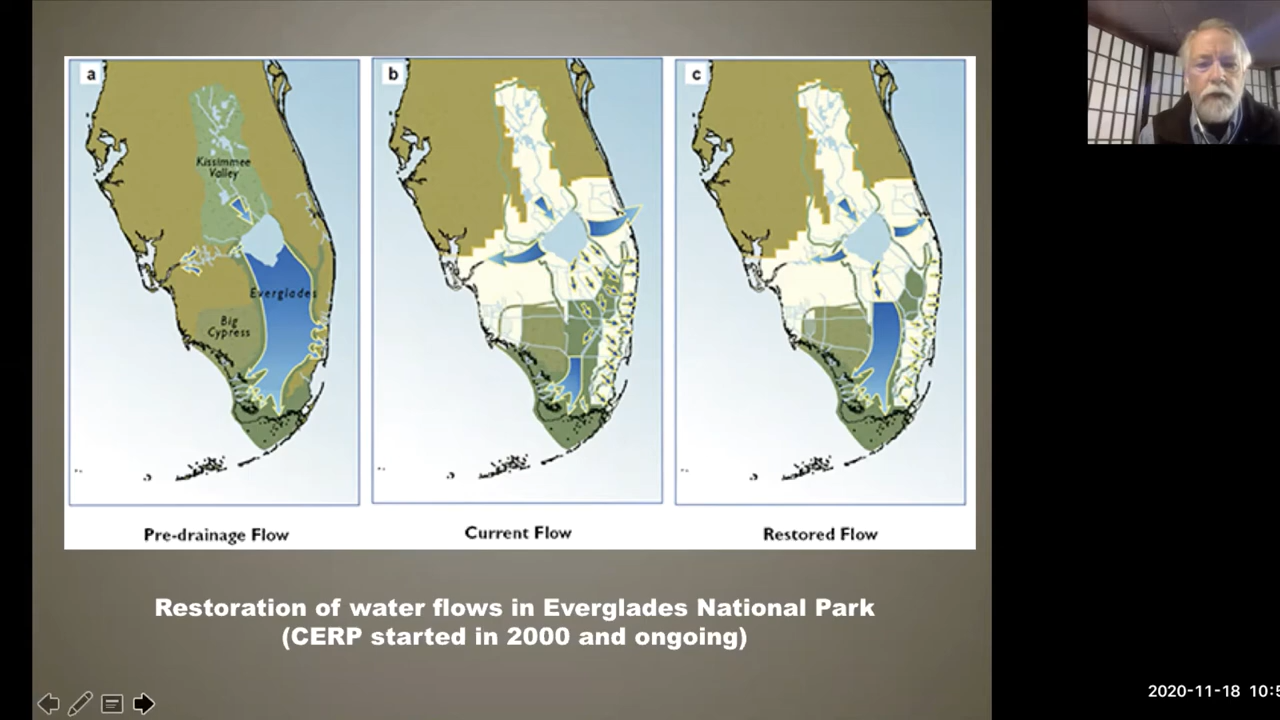 a
b
c
Kissimmee
Valley
Everglades
Big
Cypress
Pre-drainage Flow
Current Flow
Restored Flow
Restoration of water flows in Everglades National Park
(CERP started in 2000 and ongoing)
2020-11-18 10:5